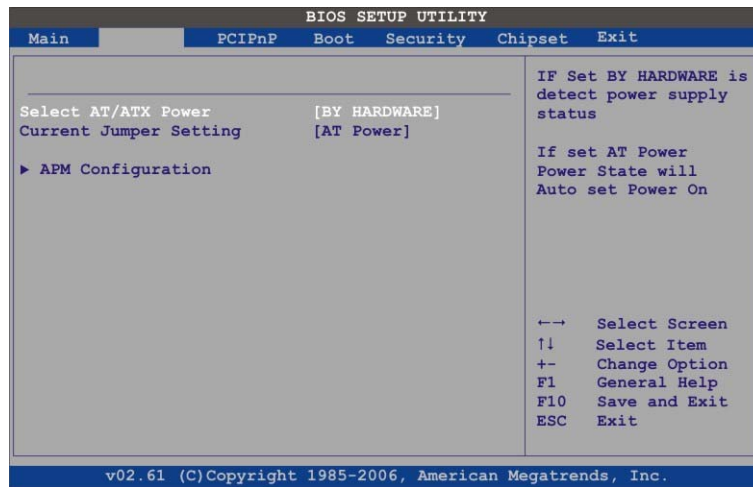 BIOS SETUP UTILITY
Main PCIPnP Boot Security Chipset Exit
Select AT/ATX Power [BY HARDWARE]
Current Jumper Setting [AT Power]
▶ APM Configuration
IF Set BY HARDWARE is
detect power supply
status
If set AT Power
Power State will
Auto set Power On
←→ Select Screen
↑↓ Select Item
+- Change Option
F1 General Help
F10 Save and Exit
ESC Exit
v02.61 (C)Copyright 1985-2006, American Megatrends, Inc.